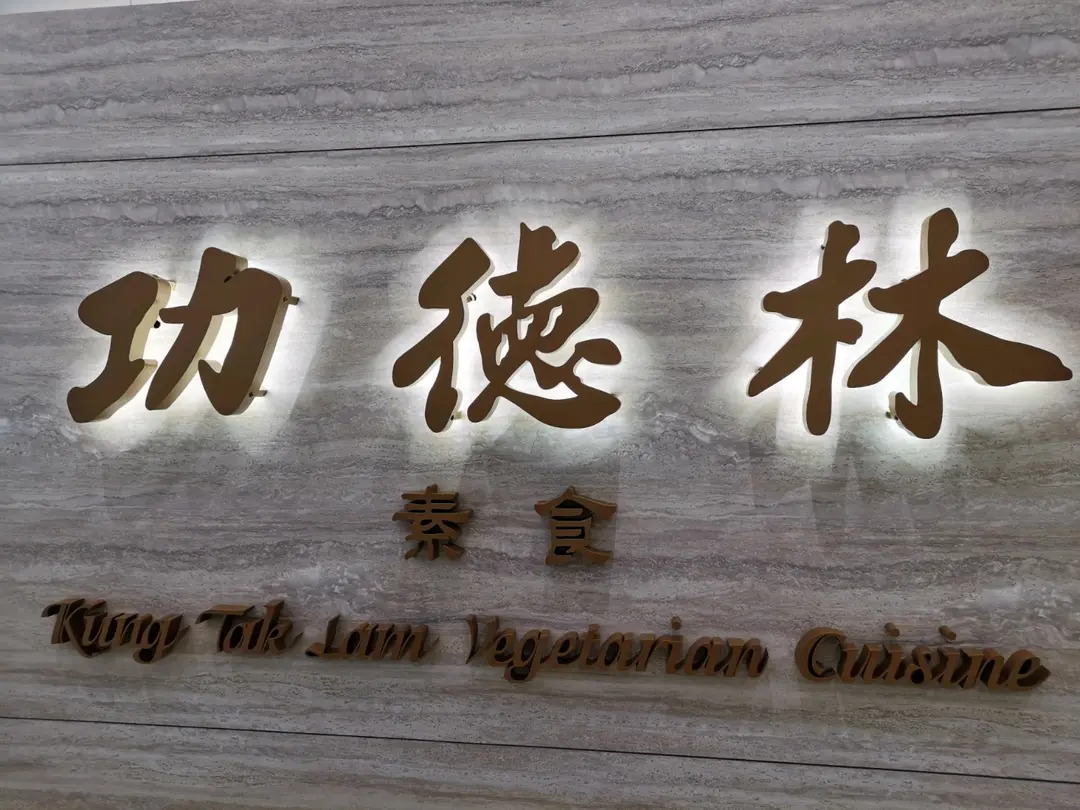 功德林
素食
Kung Tak Lam Vegetarian Cuisine